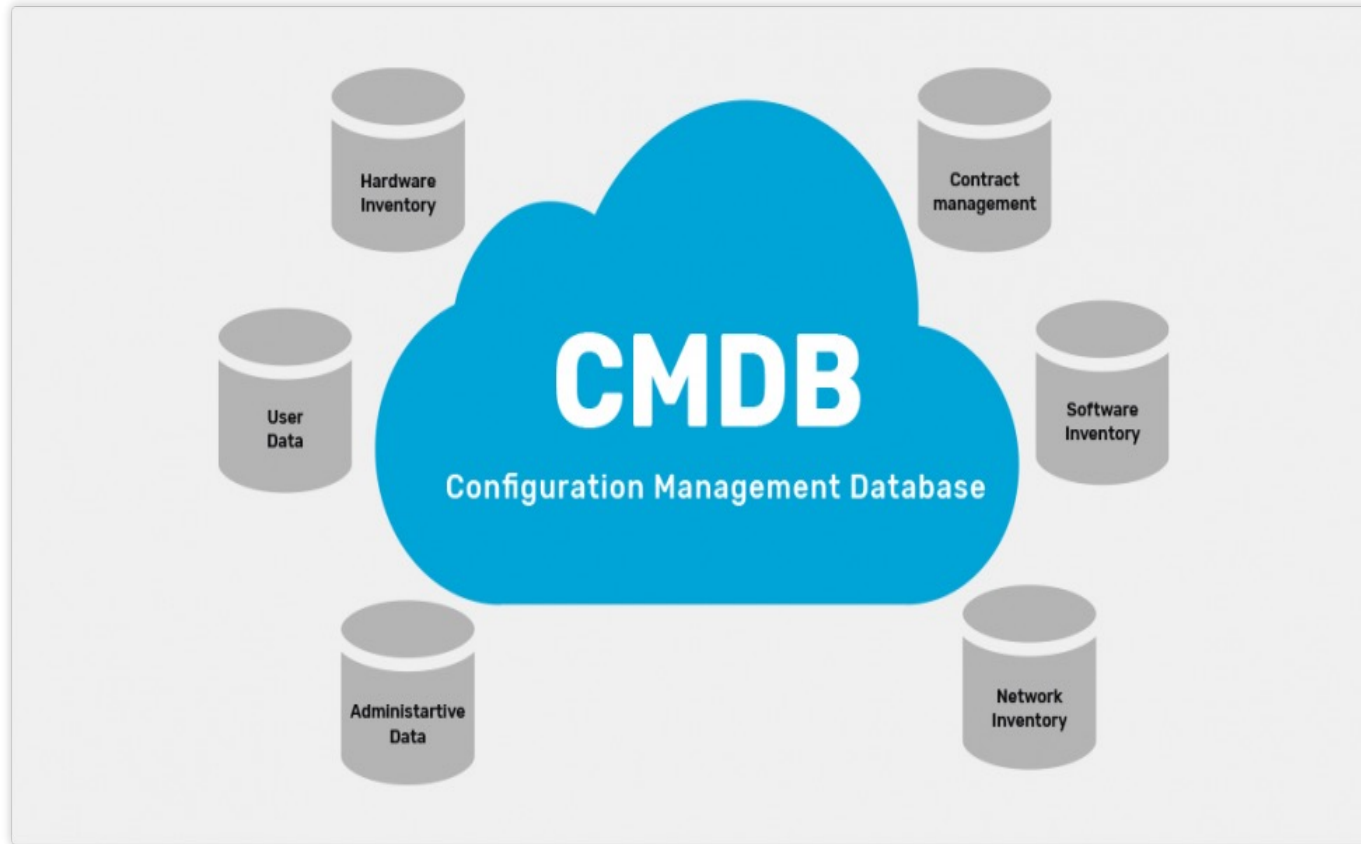 Hardware
Inventory
Contract
management
User
Data
CMDB
Configuration Management Database
Software
Inventory
Administartive
Data
Network
Inventory